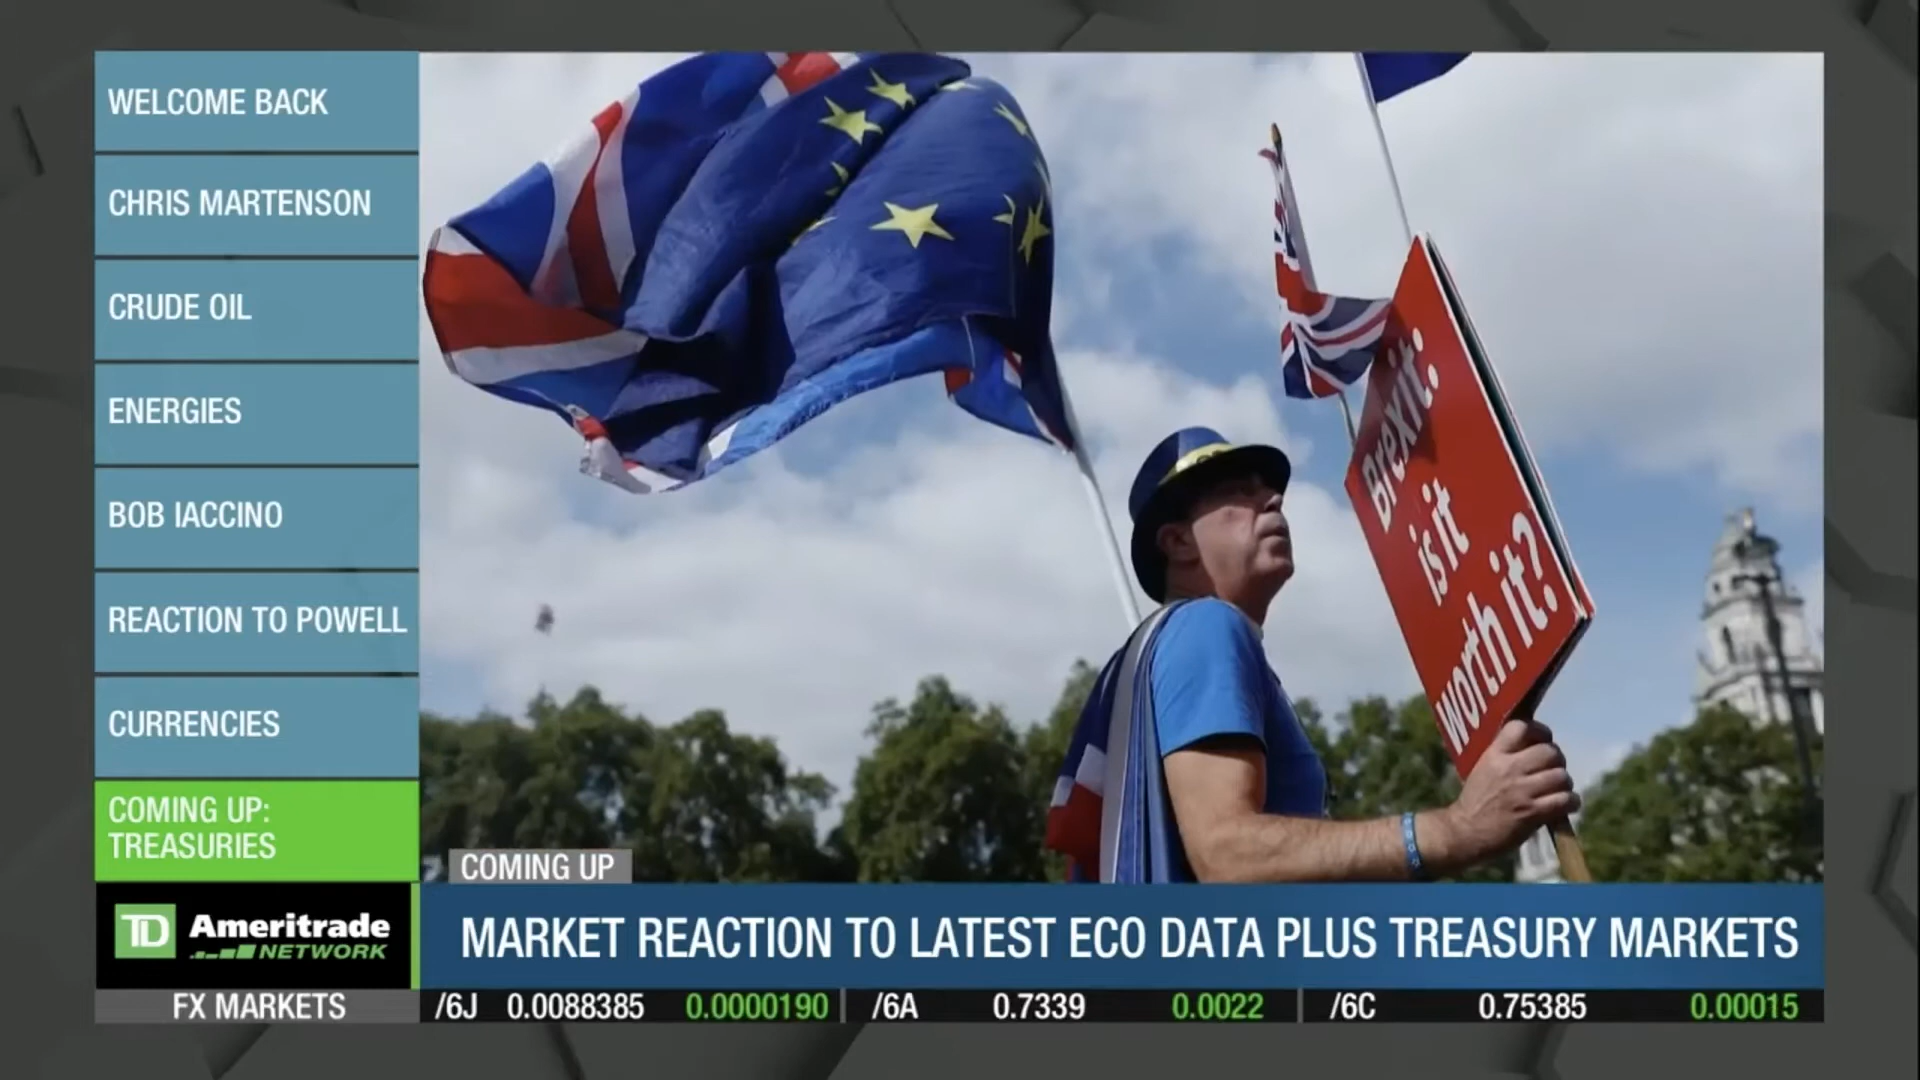 WELCOME BACK
CHRIS MARTENSON
CRUDE OIL
ENERGIES
BOB IACCINO
REACTION TO POWELL
CURRENCIES
COMING UP:
TREASURIES
Brexit:
is it
worth it?
COMING UP
TD Ameritrade
NETWORK
MARKET REACTION TO LATEST ECO DATA PLUS TREASURY MARKETS
FX MARKETS /6J 0.0088385 0.0000190 /6A 0.7339 0.0022 /6C 0.75385 0.00015